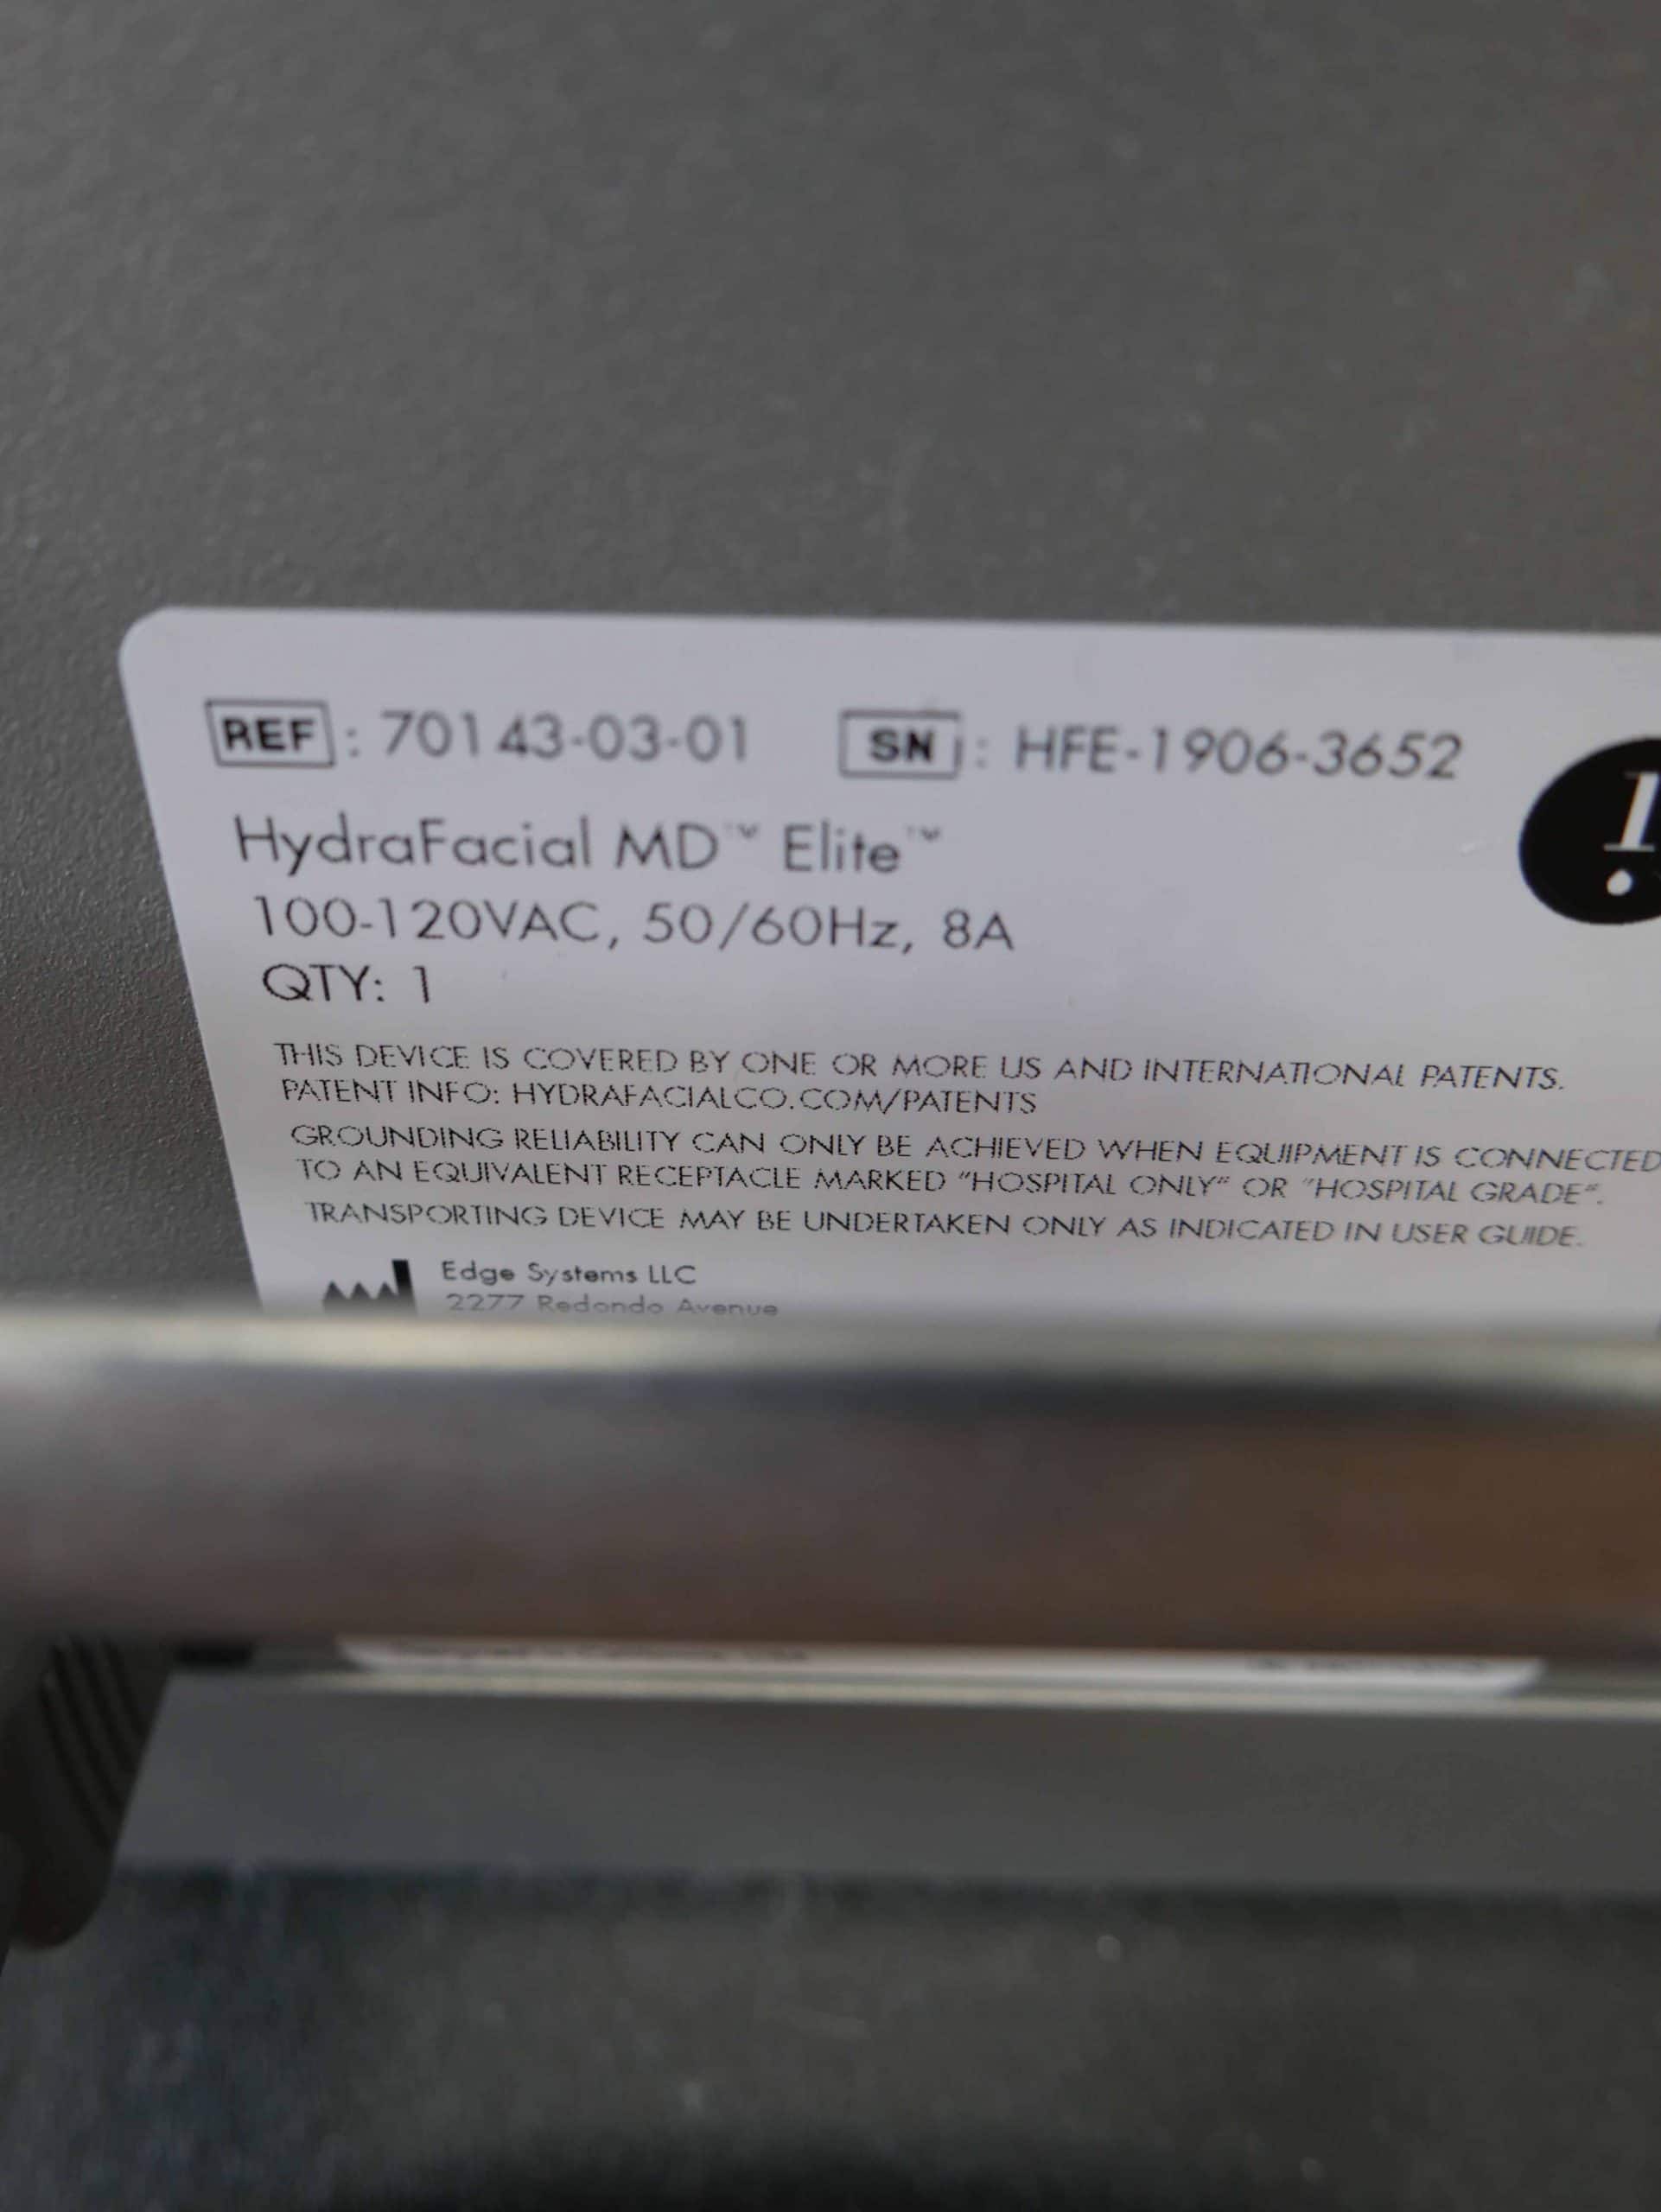 REF: 70143-03-01 SN: HFE-1906-3652
HydraFacial MD™ Elite™
100-120VAC, 50/60Hz, 8A
QTY: 1
THIS DEVICE IS COVERED BY ONE OR MORE US AND INTERNATIONAL PATENTS.
PATENT INFO: HYDRAFACIALCO.COM/PATENTS
GROUNDING RELIABILITY CAN ONLY BE ACHIEVED WHEN EQUIPMENT IS CONNECTED
TO AN EQUIVALENT RECEPTACLE MARKED "HOSPITAL ONLY" OR "HOSPITAL GRADE".
TRANSPORTING DEVICE MAY BE UNDERTAKEN ONLY AS INDICATED IN USER GUIDE.
Edge Systems LLC
2277 Redondo Avenue